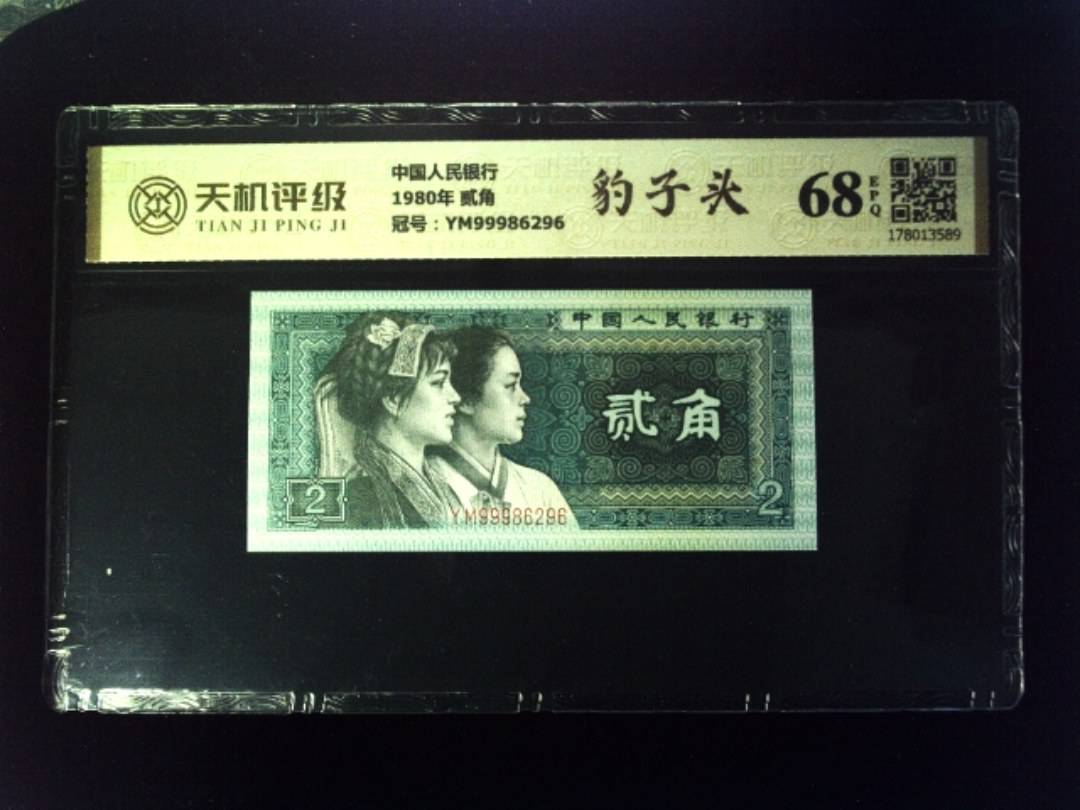 天机评级
TIAN JI PING JI
中国人民银行
1980年 贰角
冠号：YM99986296
豹子头
68
EPQ
178013589
中国人民银行
贰角
2
2
YM99986296